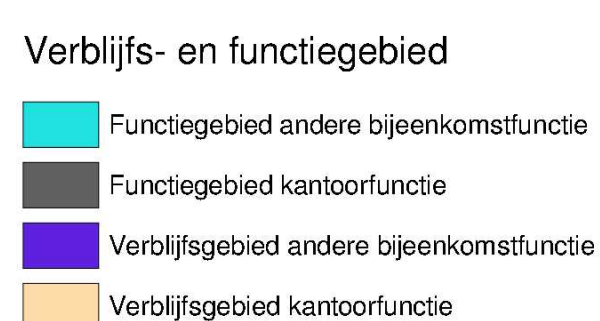 Verblijfs- en functiegebied
Functiegebied andere bijeenkomstfunctie
Functiegebied kantoorfunctie
Verblijfsgebied andere bijeenkomstfunctie
Verblijfsgebied kantoorfunctie